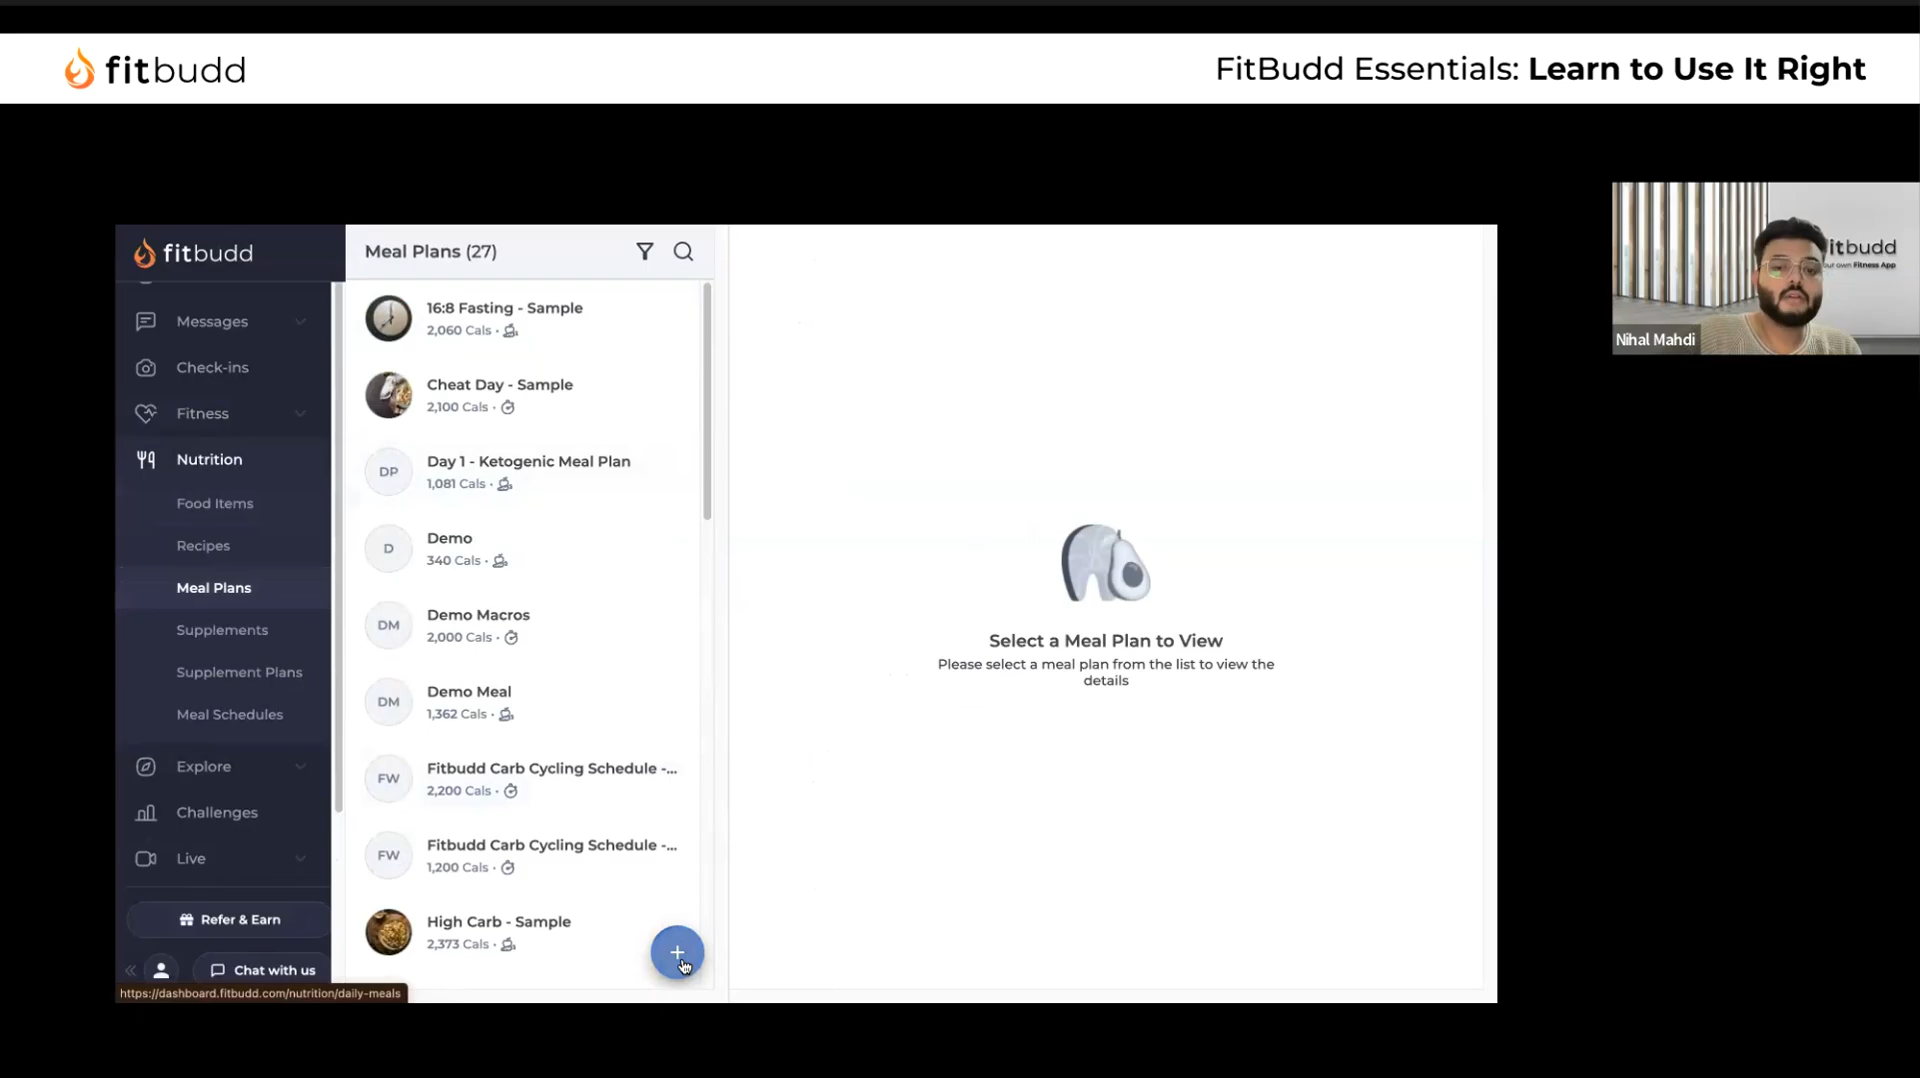 fitbudd
FitBudd Essentials: Learn to Use It Right
fitbudd
Messages
Check-ins
Fitness
Nutrition
Food Items
Recipes
Meal Plans
Supplements
Supplement Plans
Meal Schedules
Explore
Challenges
Live
Refer & Earn
Chat with us
https://dashboard.fitbudd.com/nutrition/daily-meals
Meal Plans (27)
16:8 Fasting - Sample
2,060 Cals •
Cheat Day - Sample
2,100 Cals •
DP
Day 1 - Ketogenic Meal Plan
1,081 Cals •
D
Demo
340 Cals •
DM
Demo Macros
2,000 Cals •
DM
Demo Meal
1,362 Cals •
FW
Fitbudd Carb Cycling Schedule -...
2,200 Cals •
FW
Fitbudd Carb Cycling Schedule -...
1,200 Cals •
High Carb - Sample
2,373 Cals •
+
Select a Meal Plan to View
Please select a meal plan from the list to view the
details
itbudd
our own Fitness App
Nihal Mahdi